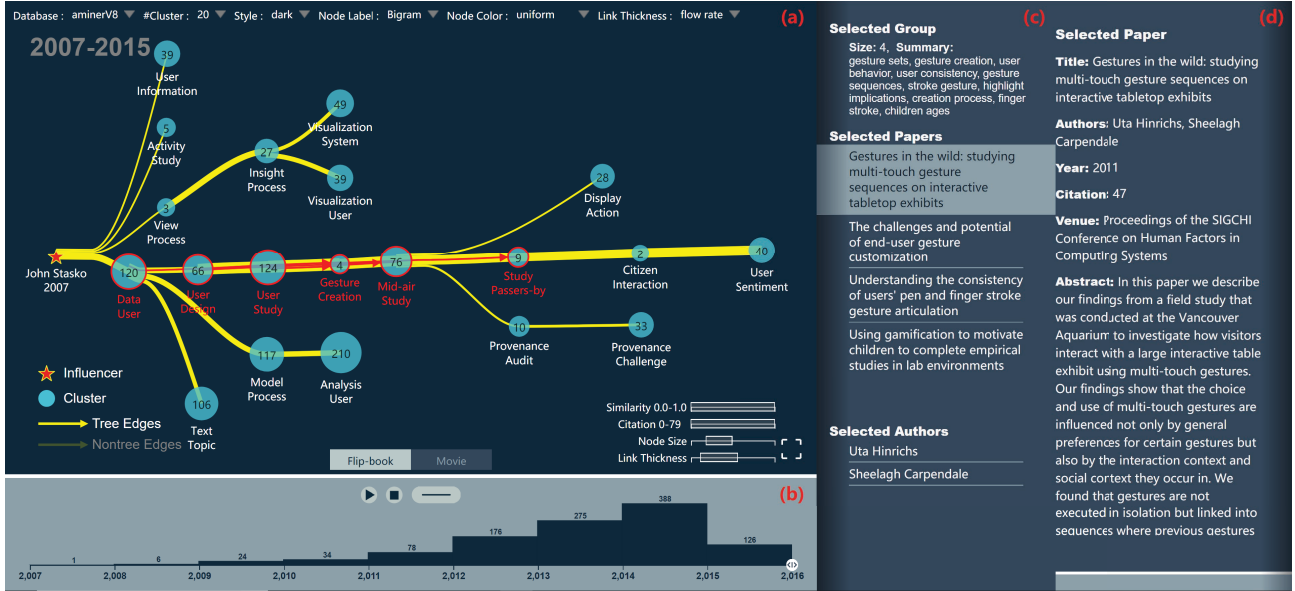 Database : aminerV8 #Cluster : 20 Style : dark Node Label : Bigram Node Color : uniform Link Thickness : flow rate (a)
2007-2015
39
User
Information
5
Activity
Study
3
View
Process
27
Insight
Process
49
Visualization
System
39
Visualization
User
28
Display
Action
John Stasko
2007
120
Data
User
66
User
Design
124
User
Study
4
Gesture
Creation
76
Mid-air
Study
9
Study
Passers-by
2
Citizen
Interaction
40
User
Sentiment
10
Provenance
Audit
33
Provenance
Challenge
117
Model
Process
210
Analysis
User
106
Text
Topic
Influencer
Cluster
Tree Edges
Nontree Edges
Similarity 0.0-1.0
Citation 0-79
Node Size
Link Thickness
Flip-book Movie
(b)
1 6 24 34 78 176 275 388 126
2,007 2,008 2,009 2,010 2,011 2,012 2,013 2,014 2,015 2,016
(c)
Selected Group
Size: 4, Summary:
gesture sets, gesture creation, user
behavior, user consistency, gesture
sequences, stroke gesture, highlight
implications, creation process, finger
stroke, children ages
Selected Papers
Gestures in the wild: studying
multi-touch gesture
sequences on interactive
tabletop exhibits
The challenges and potential
of end-user gesture
customization
Understanding the consistency
of users' pen and finger stroke
gesture articulation
Using gamification to motivate
children to complete empirical
studies in lab environments
Selected Authors
Uta Hinrichs
Sheelagh Carpendale
(d)
Selected Paper
Title: Gestures in the wild: studying
multi-touch gesture sequences on
interactive tabletop exhibits
Authors: Uta Hinrichs, Sheelagh
Carpendale
Year: 2011
Citation: 47
Venue: Proceedings of the SIGCHI
Conference on Human Factors in
Computing Systems
Abstract: In this paper we describe
our findings from a field study that
was conducted at the Vancouver
Aquarium to investigate how visitors
interact with a large interactive table
exhibit using multi-touch gestures.
Our findings show that the choice
and use of multi-touch gestures are
influenced not only by general
preferences for certain gestures but
also by the interaction context and
social context they occur in. We
found that gestures are not
executed in isolation but linked into
sequences where previous gestures